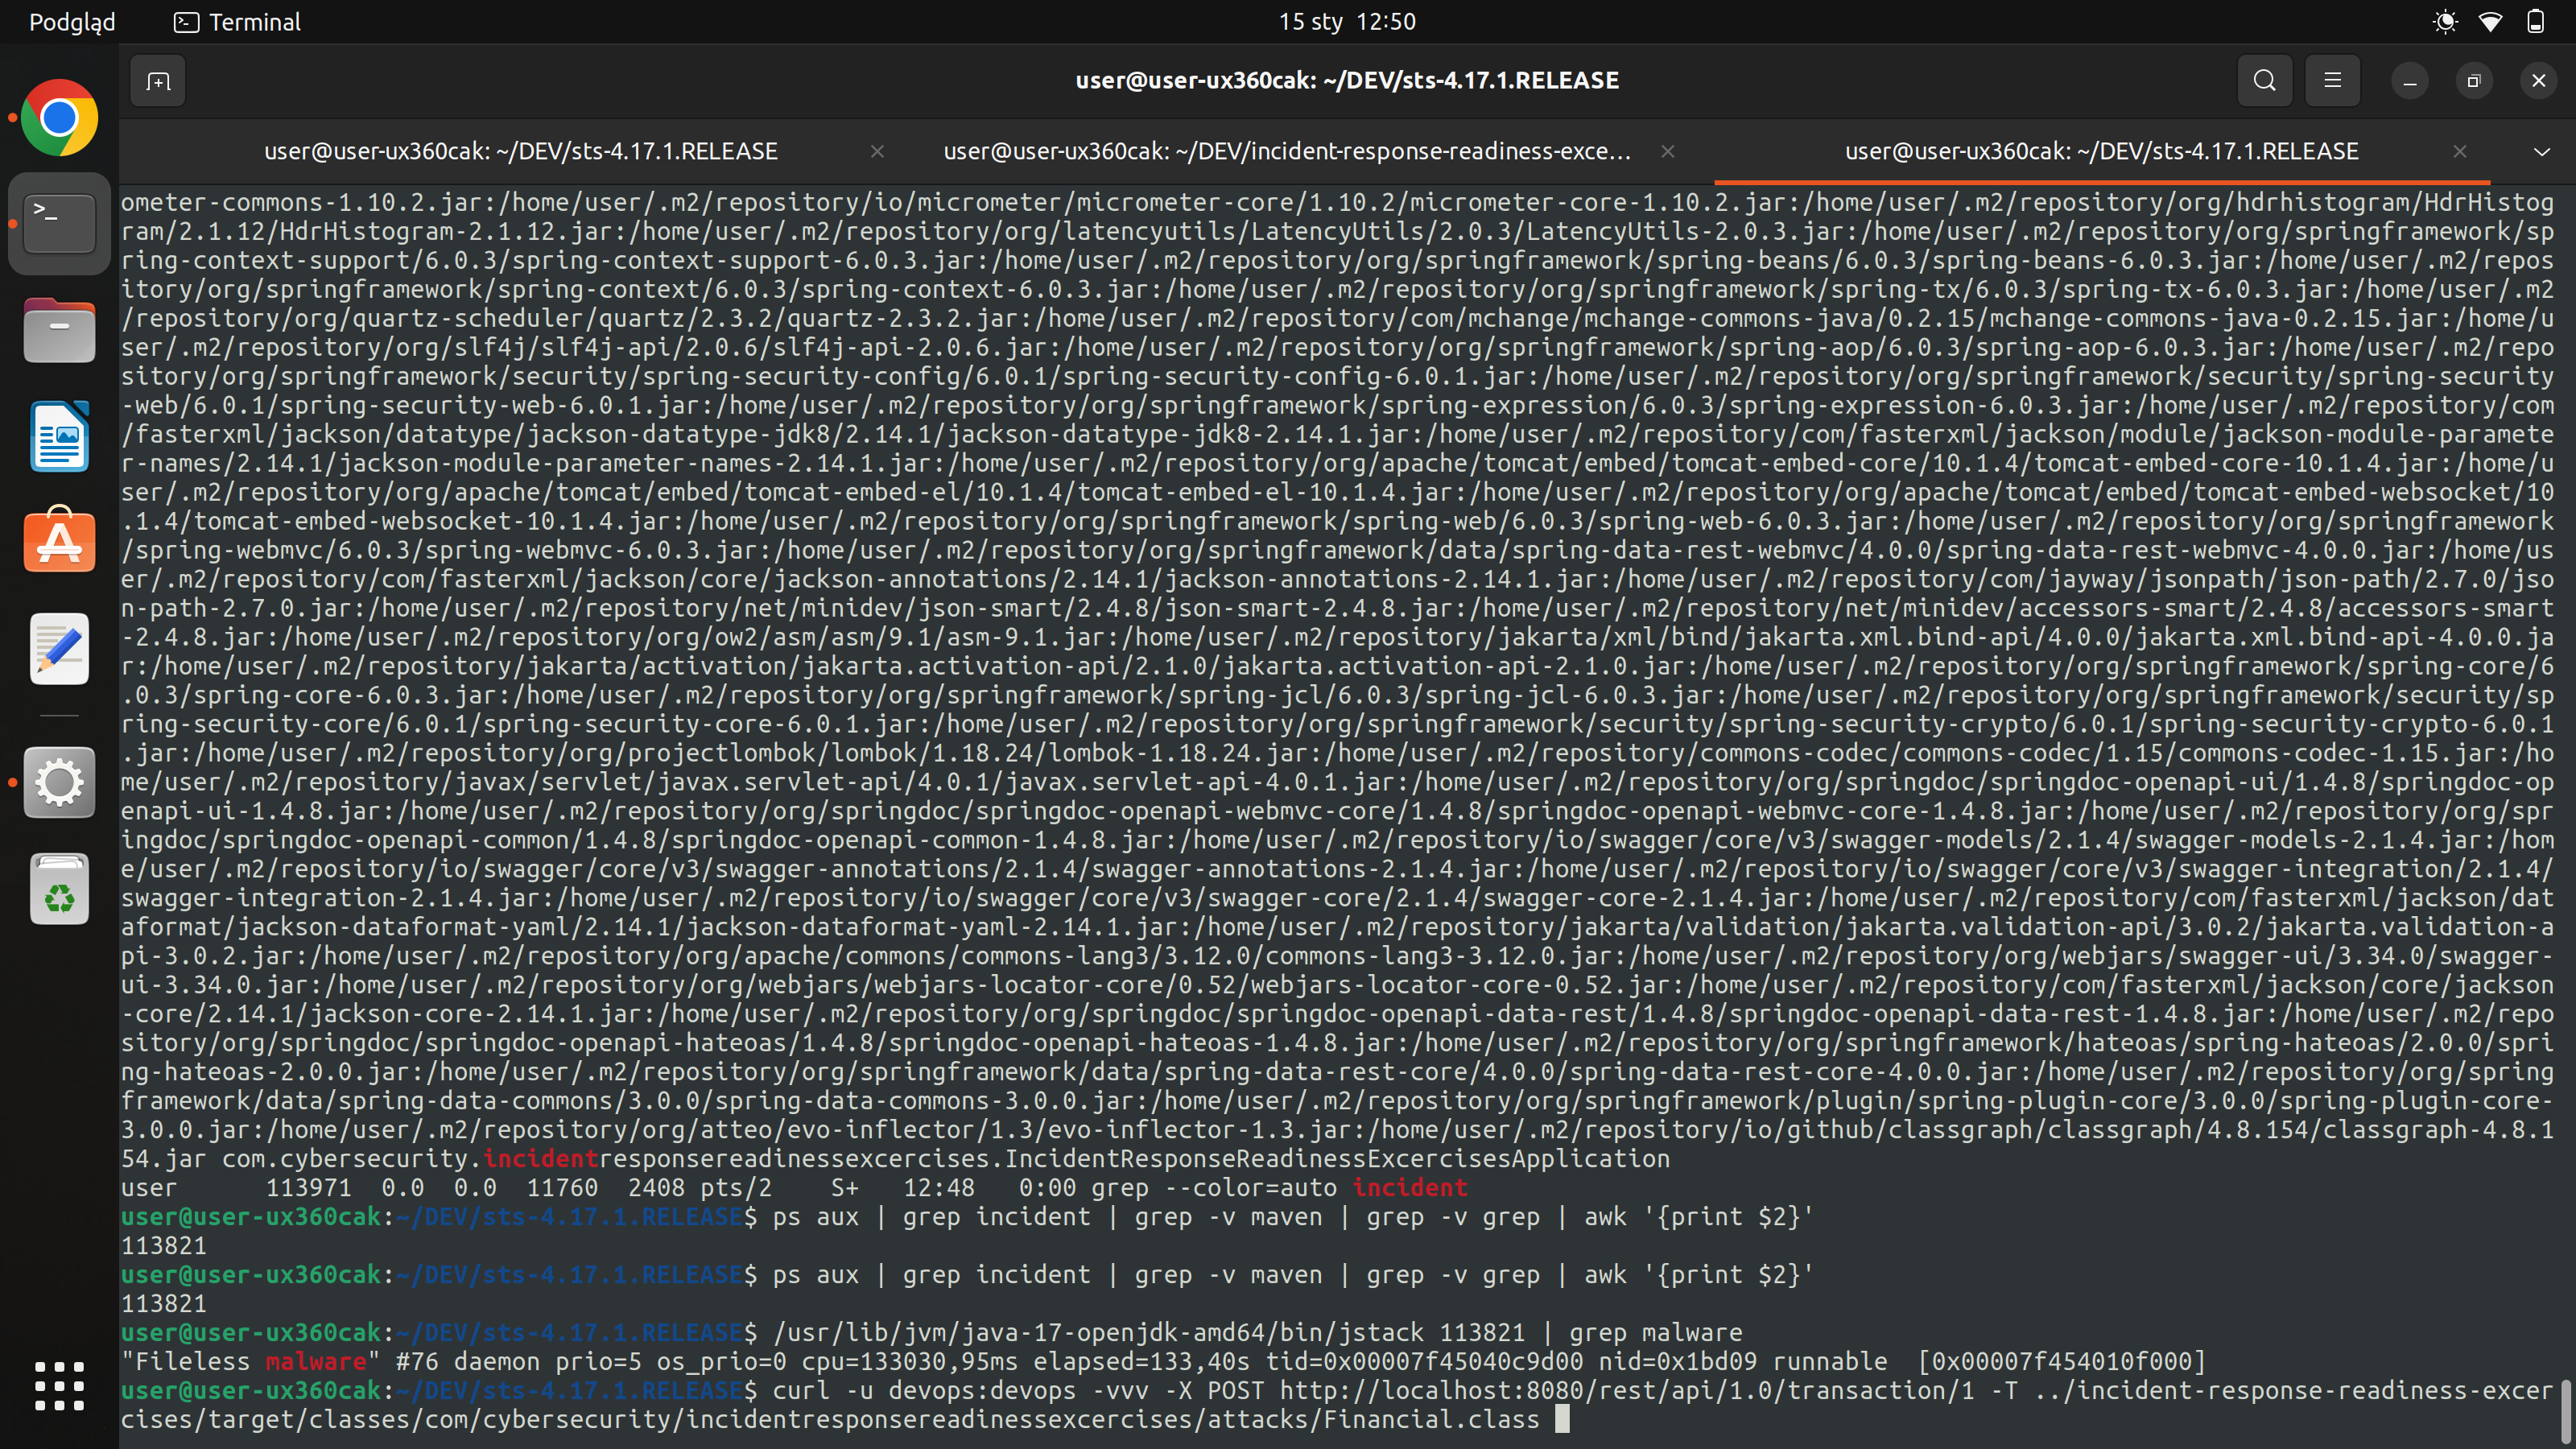 Podgląd
Terminal
15 sty 12:50
user@user-ux360cak: ~/DEV/sts-4.17.1.RELEASE
user@user-ux360cak: ~/DEV/sts-4.17.1.RELEASE
user@user-ux360cak: ~/DEV/incident-response-readiness-exce...
user@user-ux360cak: ~/DEV/sts-4.17.1.RELEASE
ometer-commons-1.10.2.jar:/home/user/.m2/repository/io/micrometer/micrometer-core/1.10.2/micrometer-core-1.10.2.jar:/home/user/.m2/repository/org/hdrhistogram/HdrHistog
ram/2.1.12/HdrHistogram-2.1.12.jar:/home/user/.m2/repository/org/latencyutils/LatencyUtils/2.0.3/LatencyUtils-2.0.3.jar:/home/user/.m2/repository/org/springframework/sp
ring-context-support/6.0.3/spring-context-support-6.0.3.jar:/home/user/.m2/repository/org/springframework/spring-beans/6.0.3/spring-beans-6.0.3.jar:/home/user/.m2/repos
itory/org/springframework/spring-context/6.0.3/spring-context-6.0.3.jar:/home/user/.m2/repository/org/springframework/spring-tx/6.0.3/spring-tx-6.0.3.jar:/home/user/.m2
/repository/org/quartz-scheduler/quartz/2.3.2/quartz-2.3.2.jar:/home/user/.m2/repository/com/mchange/mchange-commons-java/0.2.15/mchange-commons-java-0.2.15.jar:/home/u
ser/.m2/repository/org/slf4j/slf4j-api/2.0.6/slf4j-api-2.0.6.jar:/home/user/.m2/repository/org/springframework/spring-aop/6.0.3/spring-aop-6.0.3.jar:/home/user/.m2/repo
sitory/org/springframework/security/spring-security-config/6.0.1/spring-security-config-6.0.1.jar:/home/user/.m2/repository/org/springframework/security/spring-security
-web/6.0.1/spring-security-web-6.0.1.jar:/home/user/.m2/repository/org/springframework/spring-expression/6.0.3/spring-expression-6.0.3.jar:/home/user/.m2/repository/com
/fasterxml/jackson/datatype/jackson-datatype-jdk8/2.14.1/jackson-datatype-jdk8-2.14.1.jar:/home/user/.m2/repository/com/fasterxml/jackson/module/jackson-module-paramete
r-names/2.14.1/jackson-module-parameter-names-2.14.1.jar:/home/user/.m2/repository/org/apache/tomcat/embed/tomcat-embed-core/10.1.4/tomcat-embed-core-10.1.4.jar:/home/u
ser/.m2/repository/org/apache/tomcat/embed/tomcat-embed-el/10.1.4/tomcat-embed-el-10.1.4.jar:/home/user/.m2/repository/org/apache/tomcat/embed/tomcat-embed-websocket/10
.1.4/tomcat-embed-websocket-10.1.4.jar:/home/user/.m2/repository/org/springframework/spring-web/6.0.3/spring-web-6.0.3.jar:/home/user/.m2/repository/org/springframework
/spring-webmvc/6.0.3/spring-webmvc-6.0.3.jar:/home/user/.m2/repository/org/springframework/data/spring-data-rest-webmvc/4.0.0/spring-data-rest-webmvc-4.0.0.jar:/home/us
er/.m2/repository/com/fasterxml/jackson/core/jackson-annotations/2.14.1/jackson-annotations-2.14.1.jar:/home/user/.m2/repository/com/jayway/jsonpath/json-path/2.7.0/jso
n-path-2.7.0.jar:/home/user/.m2/repository/net/minidev/json-smart/2.4.8/json-smart-2.4.8.jar:/home/user/.m2/repository/net/minidev/accessors-smart/2.4.8/accessors-smart
-2.4.8.jar:/home/user/.m2/repository/org/ow2/asm/asm/9.1/asm-9.1.jar:/home/user/.m2/repository/jakarta/xml/bind/jakarta.xml.bind-api/4.0.0/jakarta.xml.bind-api-4.0.0.ja
r:/home/user/.m2/repository/jakarta/activation/jakarta.activation-api/2.1.0/jakarta.activation-api-2.1.0.jar:/home/user/.m2/repository/org/springframework/spring-core/6
.0.3/spring-core-6.0.3.jar:/home/user/.m2/repository/org/springframework/spring-jcl/6.0.3/spring-jcl-6.0.3.jar:/home/user/.m2/repository/org/springframework/security/sp
ring-security-core/6.0.1/spring-security-core-6.0.1.jar:/home/user/.m2/repository/org/springframework/security/spring-security-crypto/6.0.1/spring-security-crypto-6.0.1
.jar:/home/user/.m2/repository/org/projectlombok/lombok/1.18.24/lombok-1.18.24.jar:/home/user/.m2/repository/commons-codec/commons-codec/1.15/commons-codec-1.15.jar:/ho
me/user/.m2/repository/javax/servlet/javax.servlet-api/4.0.1/javax.servlet-api-4.0.1.jar:/home/user/.m2/repository/org/springdoc/springdoc-openapi-ui/1.4.8/springdoc-op
enapi-ui-1.4.8.jar:/home/user/.m2/repository/org/springdoc/springdoc-openapi-webmvc-core/1.4.8/springdoc-openapi-webmvc-core-1.4.8.jar:/home/user/.m2/repository/org/spr
ingdoc/springdoc-openapi-common/1.4.8/springdoc-openapi-common-1.4.8.jar:/home/user/.m2/repository/io/swagger/core/v3/swagger-models/2.1.4/swagger-models-2.1.4.jar:/hom
e/user/.m2/repository/io/swagger/core/v3/swagger-annotations/2.1.4/swagger-annotations-2.1.4.jar:/home/user/.m2/repository/io/swagger/core/v3/swagger-integration/2.1.4/
swagger-integration-2.1.4.jar:/home/user/.m2/repository/io/swagger/core/v3/swagger-core/2.1.4/swagger-core-2.1.4.jar:/home/user/.m2/repository/com/fasterxml/jackson/dat
aformat/jackson-dataformat-yaml/2.14.1/jackson-dataformat-yaml-2.14.1.jar:/home/user/.m2/repository/jakarta/validation/jakarta.validation-api/3.0.2/jakarta.validation-a
pi-3.0.2.jar:/home/user/.m2/repository/org/apache/commons/commons-lang3/3.12.0/commons-lang3-3.12.0.jar:/home/user/.m2/repository/org/webjars/swagger-ui/3.34.0/swagger-
ui-3.34.0.jar:/home/user/.m2/repository/org/webjars/webjars-locator-core/0.52/webjars-locator-core-0.52.jar:/home/user/.m2/repository/com/fasterxml/jackson/core/jackson
-core/2.14.1/jackson-core-2.14.1.jar:/home/user/.m2/repository/org/springdoc/springdoc-openapi-data-rest/1.4.8/springdoc-openapi-data-rest-1.4.8.jar:/home/user/.m2/repo
sitory/org/springdoc/springdoc-openapi-hateoas/1.4.8/springdoc-openapi-hateoas-1.4.8.jar:/home/user/.m2/repository/org/springframework/hateoas/spring-hateoas/2.0.0/spri
ng-hateoas-2.0.0.jar:/home/user/.m2/repository/org/springframework/data/spring-data-rest-core/4.0.0/spring-data-rest-core-4.0.0.jar:/home/user/.m2/repository/org/spring
framework/data/spring-data-commons/3.0.0/spring-data-commons-3.0.0.jar:/home/user/.m2/repository/org/springframework/plugin/spring-plugin-core/3.0.0/spring-plugin-core-
3.0.0.jar:/home/user/.m2/repository/org/atteo/evo-inflector/1.3/evo-inflector-1.3.jar:/home/user/.m2/repository/io/github/classgraph/classgraph/4.8.154/classgraph-4.8.1
54.jar com.cybersecurity.incidentresponsereadinessexcercises.IncidentResponseReadinessExcercisesApplication
user      113971  0.0  0.0  11760  2408 pts/2    S+   12:48   0:00 grep --color=auto incident
user@user-ux360cak:~/DEV/sts-4.17.1.RELEASE$ ps aux | grep incident | grep -v maven | grep -v grep | awk '{print $2}'
113821
user@user-ux360cak:~/DEV/sts-4.17.1.RELEASE$ ps aux | grep incident | grep -v maven | grep -v grep | awk '{print $2}'
113821
user@user-ux360cak:~/DEV/sts-4.17.1.RELEASE$ /usr/lib/jvm/java-17-openjdk-amd64/bin/jstack 113821 | grep malware
"Fileless malware" #76 daemon prio=5 os_prio=0 cpu=133030,95ms elapsed=133,40s tid=0x00007f45040c9d00 nid=0x1bd09 runnable  [0x00007f454010f000]
user@user-ux360cak:~/DEV/sts-4.17.1.RELEASE$ curl -u devops:devops -vvv -X POST http://localhost:8080/rest/api/1.0/transaction/1 -T ../incident-response-readiness-excer
cises/target/classes/com/cybersecurity/incidentresponsereadinessexcercises/attacks/Financial.class